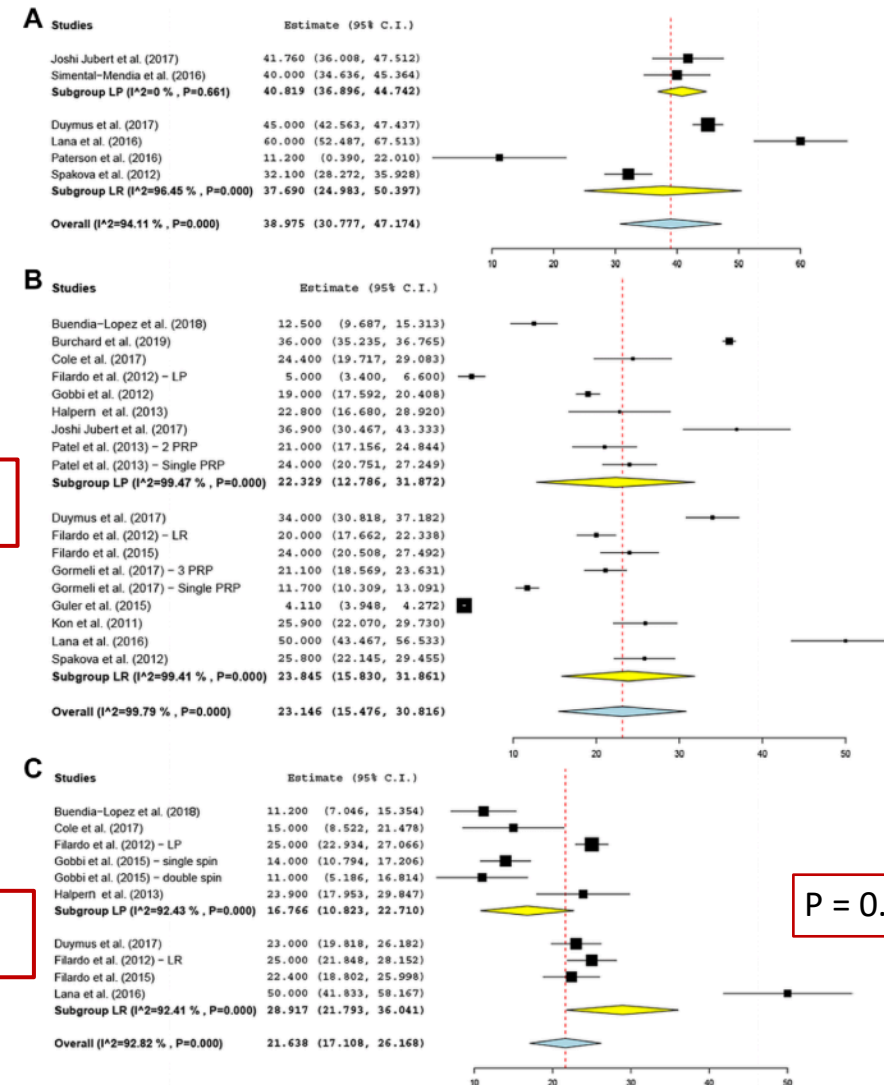 A Studies Estimate (95% C.I.)
Joshi Jubert et al. (2017) 41.760 (36.008, 47.512)
Simental-Mendia et al. (2016) 40.000 (34.636, 45.364)
Subgroup LP (I^2=0 % , P=0.661) 40.819 (36.896, 44.742)
Duymus et al. (2017) 45.000 (42.563, 47.437)
Lana et al. (2016) 60.000 (52.487, 67.513)
Paterson et al. (2016) 11.200 (0.390, 22.010)
Spakova et al. (2012) 32.100 (28.272, 35.928)
Subgroup LR (I^2=96.45 % , P=0.000) 37.690 (24.983, 50.397)
Overall (I^2=94.11 % , P=0.000) 38.975 (30.777, 47.174)
10 20 30 40 50 60
B Studies Estimate (95% C.I.)
Buendia-Lopez et al. (2018) 12.500 (9.687, 15.313)
Burchard et al. (2019) 36.000 (35.235, 36.765)
Cole et al. (2017) 24.400 (19.717, 29.083)
Filardo et al. (2012) - LP 5.000 (3.400, 6.600)
Gobbi et al. (2012) 19.000 (17.592, 20.408)
Halpern et al. (2013) 22.800 (16.680, 28.920)
Joshi Jubert et al. (2017) 36.900 (30.467, 43.333)
Patel et al. (2013) - 2 PRP 21.000 (17.156, 24.844)
Patel et al. (2013) - Single PRP 24.000 (20.751, 27.249)
Subgroup LP (I^2=99.47 % , P=0.000) 22.329 (12.786, 31.872)
Duymus et al. (2017) 34.000 (30.818, 37.182)
Filardo et al. (2012) - LR 20.000 (17.662, 22.338)
Filardo et al. (2015) 24.000 (20.508, 27.492)
Gormeli et al. (2017) - 3 PRP 21.100 (18.569, 23.631)
Gormeli et al. (2017) - Single PRP 11.700 (10.309, 13.091)
Guler et al. (2015) 4.110 (3.948, 4.272)
Kon et al. (2011) 25.900 (22.070, 29.730)
Lana et al. (2016) 50.000 (43.467, 56.533)
Spakova et al. (2012) 25.800 (22.145, 29.455)
Subgroup LR (I^2=99.41 % , P=0.000) 23.845 (15.830, 31.861)
Overall (I^2=99.79 % , P=0.000) 23.146 (15.476, 30.816)
10 20 30 40 50
C Studies Estimate (95% C.I.)
Buendia-Lopez et al. (2018) 11.200 (7.046, 15.354)
Cole et al. (2017) 15.000 (8.522, 21.478)
Filardo et al. (2012) - LP 25.000 (22.934, 27.066)
Gobbi et al. (2015) - single spin 14.000 (10.794, 17.206)
Gobbi et al. (2015) - double spin 11.000 (5.186, 16.814)
Halpern et al. (2013) 23.900 (17.953, 29.847)
Subgroup LP (I^2=92.43 % , P=0.000) 16.766 (10.823, 22.710)
P = 0.
Duymus et al. (2017) 23.000 (19.818, 26.182)
Filardo et al. (2012) - LR 25.000 (21.848, 28.152)
Filardo et al. (2015) 22.400 (18.802, 25.998)
Lana et al. (2016) 50.000 (41.833, 58.167)
Subgroup LR (I^2=92.41 % , P=0.000) 28.917 (21.793, 36.041)
Overall (I^2=92.82 % , P=0.000) 21.638 (17.108, 26.168)
10 20 30 40 50